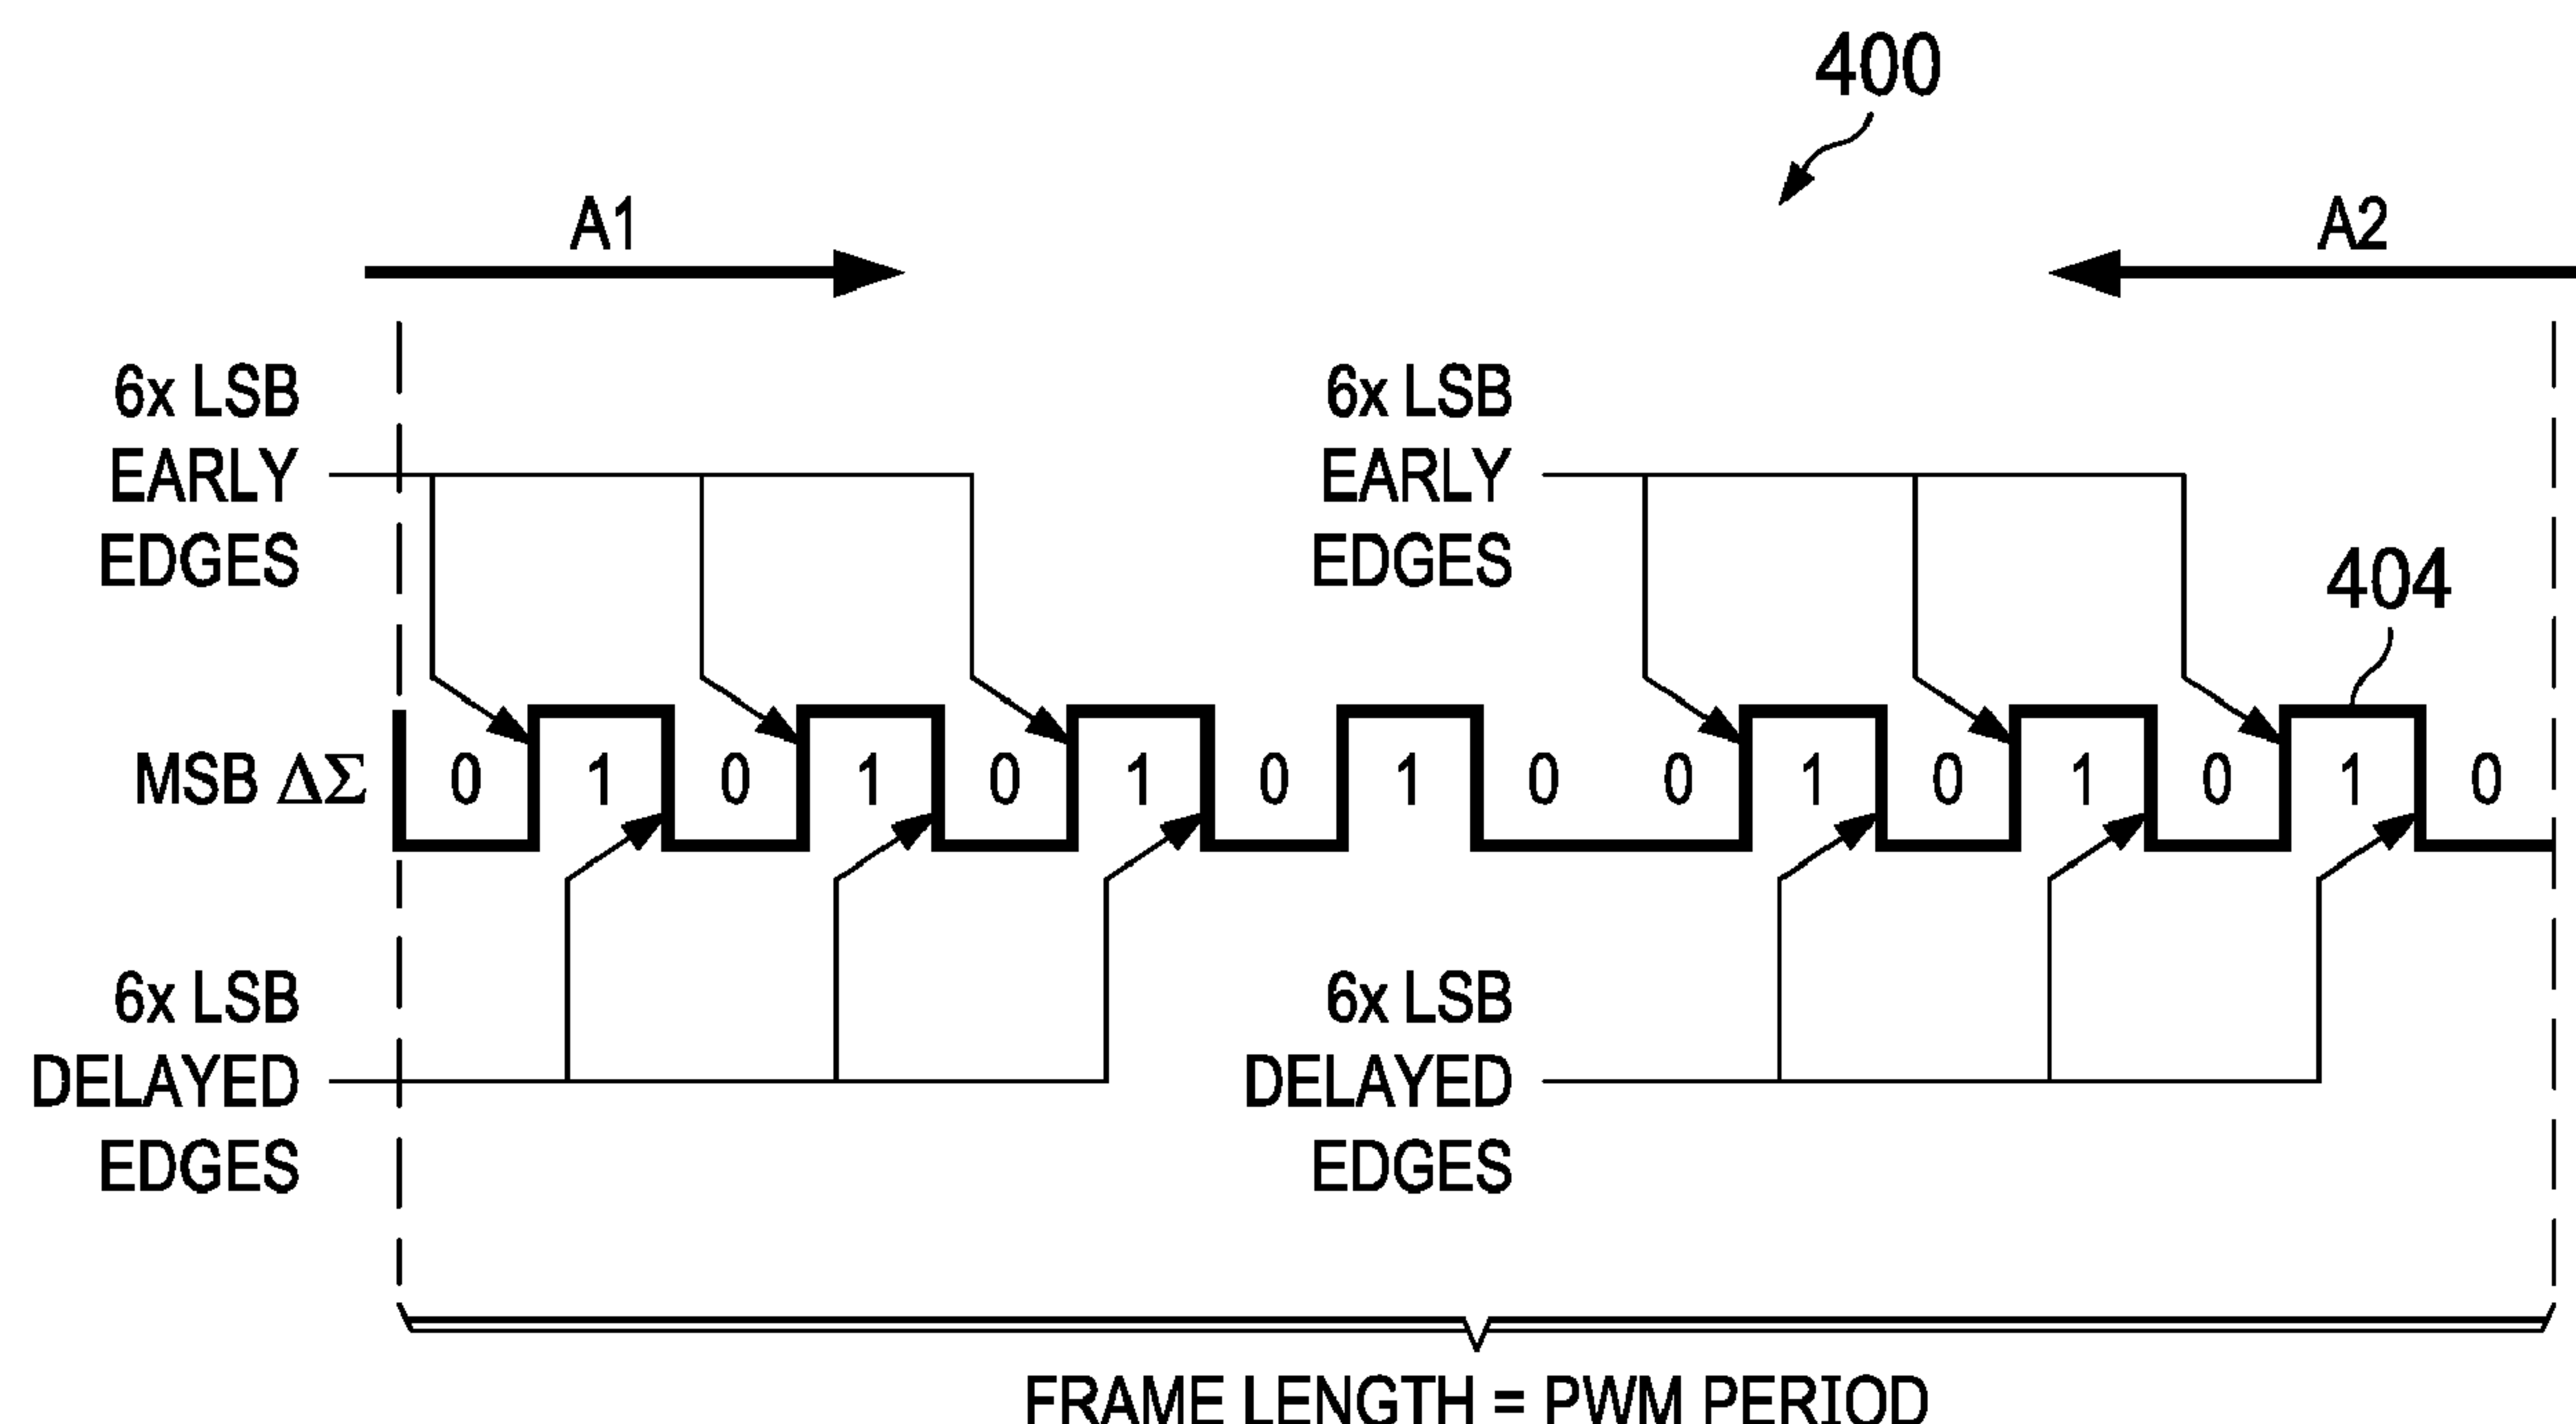 400
A1
A2
6x LSB
EARLY
EDGES
6x LSB
EARLY
EDGES
404
MSB ΔΣ
0 1 0 1 0 1 0 1 0 0 1 0 1 0 1 0
6x LSB
DELAYED
EDGES
6x LSB
DELAYED
EDGES
FRAME LENGTH = PWM PERIOD